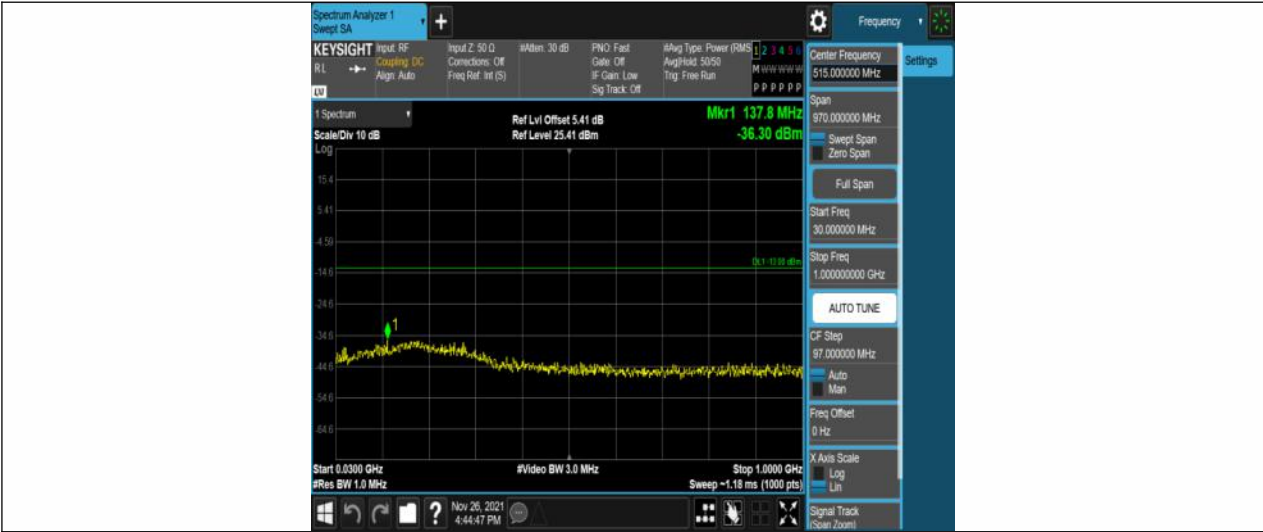 Spectrum Analyzer 1
Swept SA
+
Frequency
KEYSIGHT
Input: RF
Coupling: DC
Align: Auto
Input Z: 50 Ω
Corrections: Off
Freq Ref: Int (S)
#Atten: 30 dB
PNO: Fast
Gate: Off
IF Gain: Low
Sig Track: Off
#Avg Type: Power (RMS
Avg|Hold: 50/50
Trig: Free Run
1 2 3 4 5 6
M W W W W W
P P P P P P
RL
LV
Center Frequency
515.000000 MHz
Settings
Span
970.000000 MHz
Swept Span
Zero Span
Full Span
Start Freq
30.000000 MHz
Stop Freq
1.000000000 GHz
AUTO TUNE
CF Step
97.000000 MHz
Auto
Man
Freq Offset
0 Hz
X Axis Scale
Log
Lin
Signal Track
(Span Zoom)
1 Spectrum
Scale/Div 10 dB
Ref Lvl Offset 5.41 dB
Ref Level 25.41 dBm
Mkr1 137.8 MHz
-36.30 dBm
Log
15.4
5.41
-4.59
DL1 -13.00 dBm
-14.6
-24.6
1
-34.6
-44.6
-54.6
-64.6
Start 0.0300 GHz
#Video BW 3.0 MHz
Stop 1.0000 GHz
#Res BW 1.0 MHz
Sweep ~1.18 ms (1000 pts)
?
Nov 26, 2021
4:44:47 PM